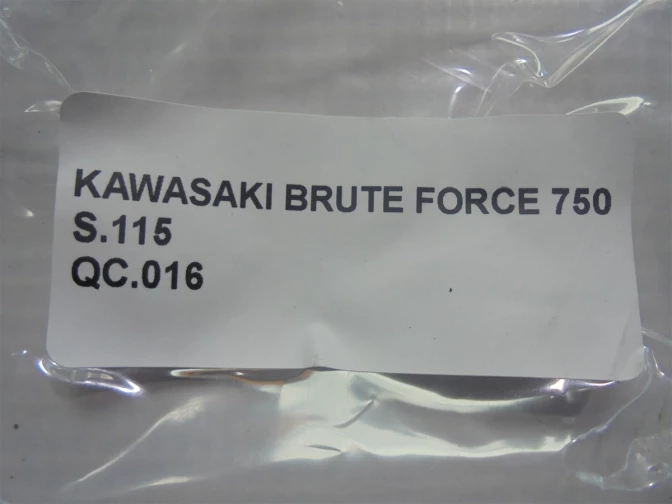 KAWASAKI BRUTE FORCE 750
S.115
QC.016